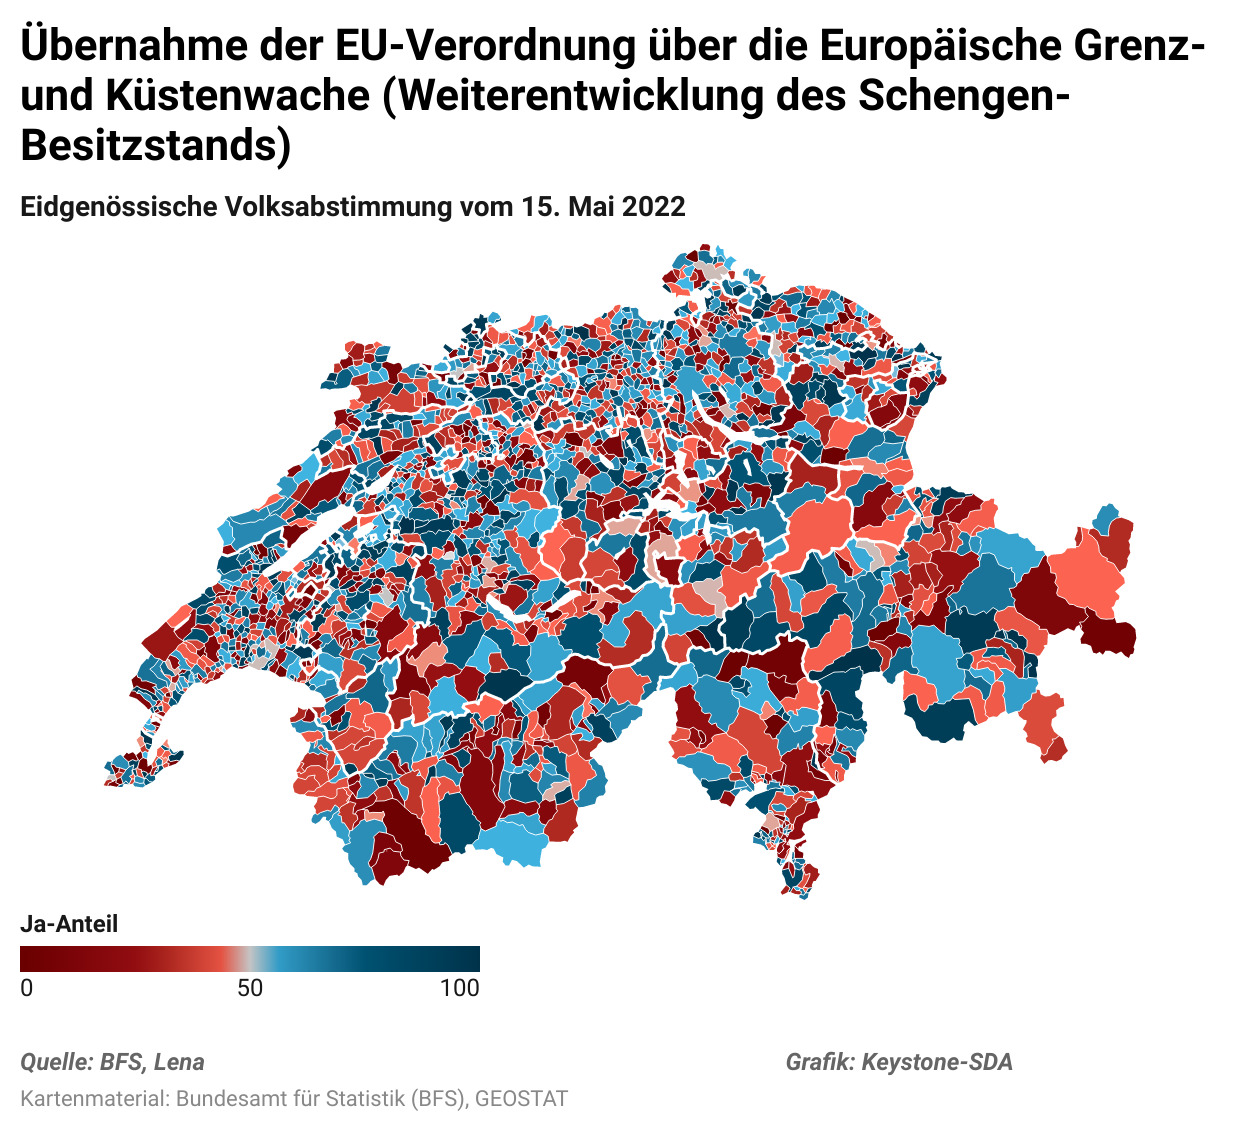 Übernahme der EU-Verordnung über die Europäische Grenz-
und Küstenwache (Weiterentwicklung des Schengen-
Besitzstands)
Eidgenössische Volksabstimmung vom 15. Mai 2022
Ja-Anteil
0 50 100
Quelle: BFS, Lena Grafik: Keystone-SDA
Kartenmaterial: Bundesamt für Statistik (BFS), GEOSTAT